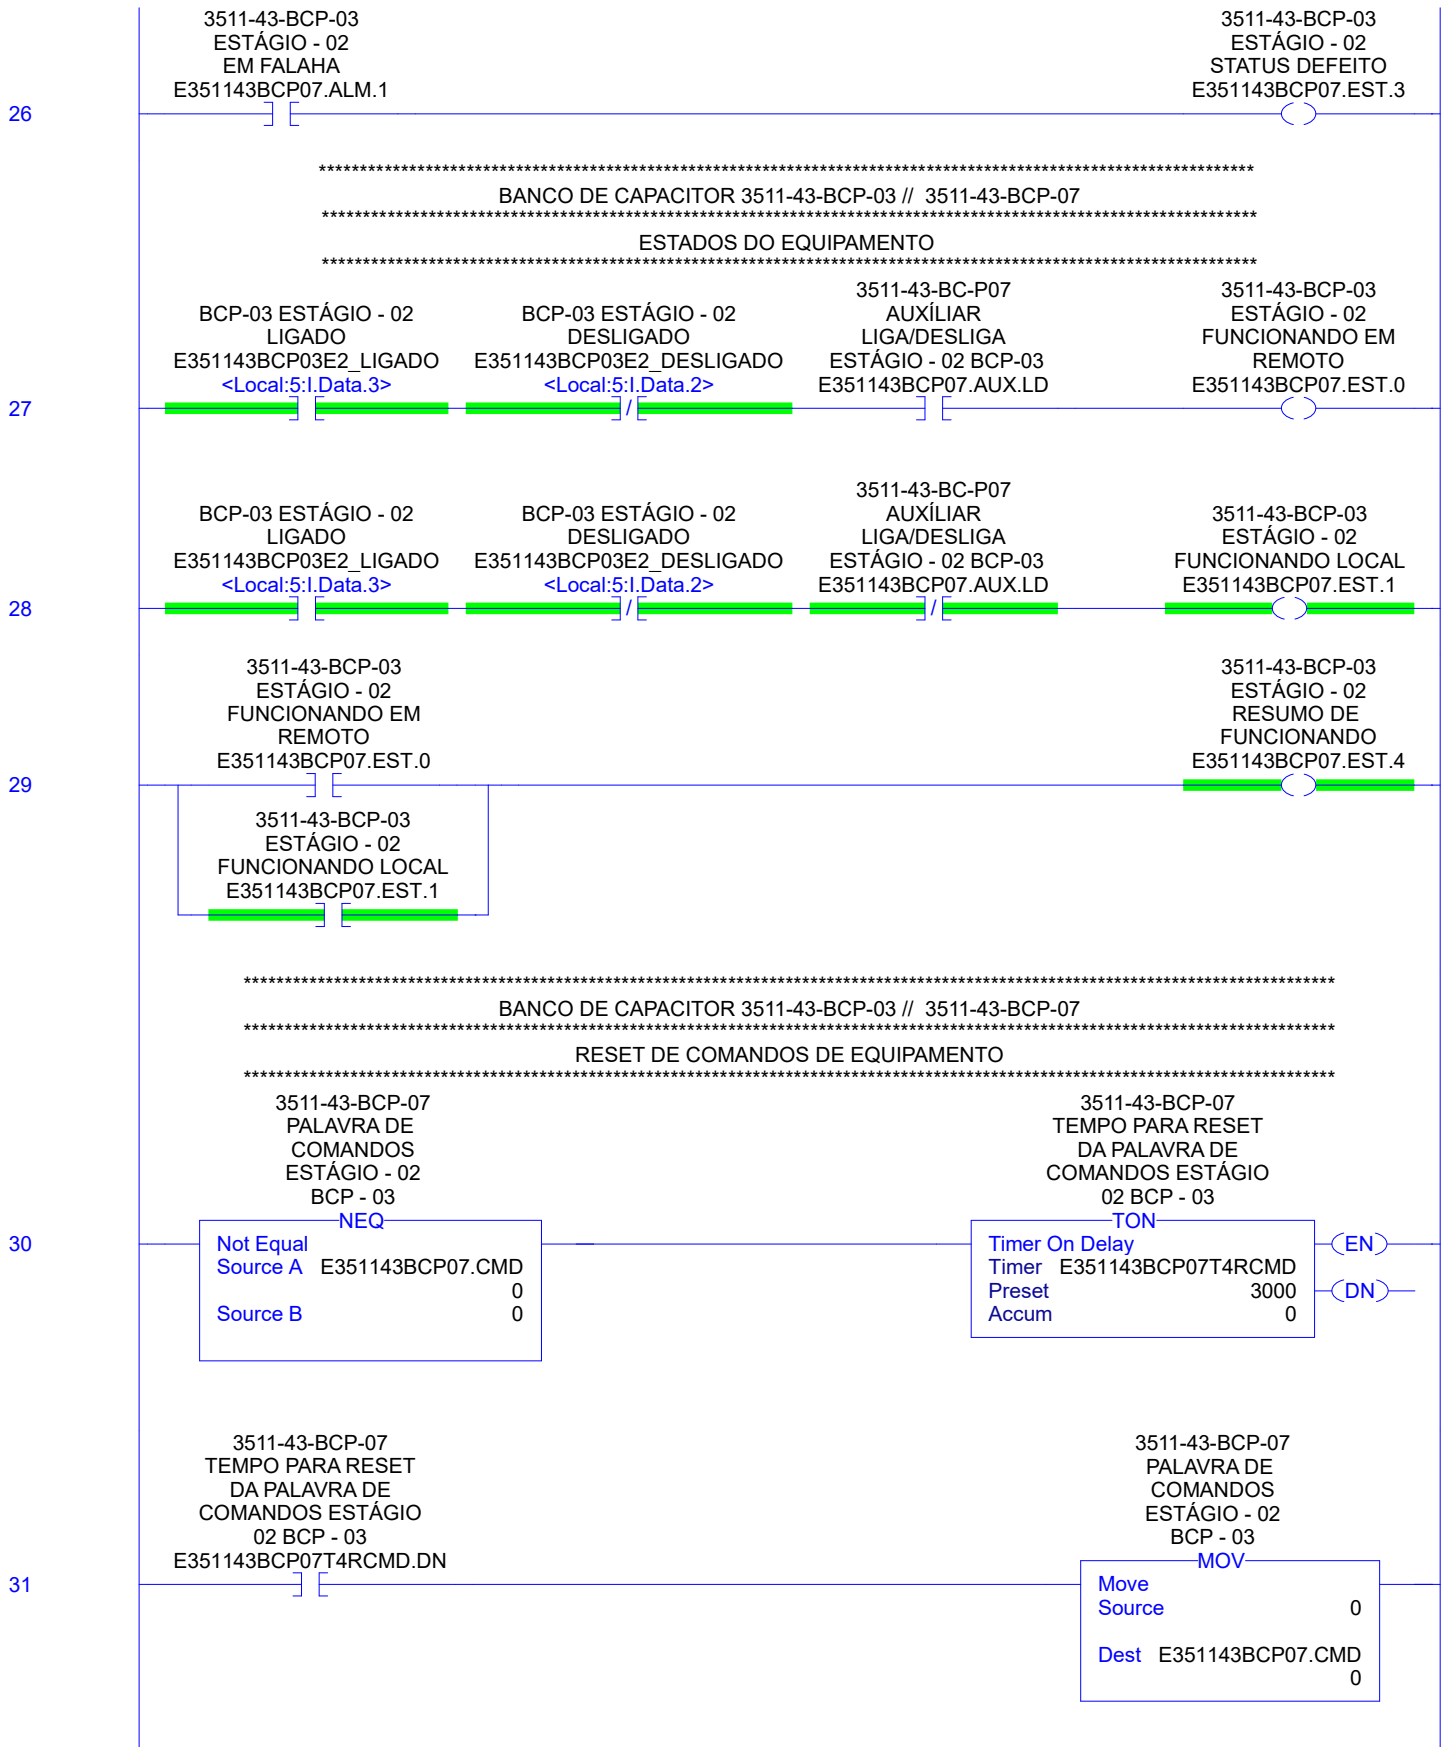 3511-43-BCP-03
ESTÁGIO - 02
EM FALAHA
E351143BCP07.ALM.1
3511-43-BCP-03
ESTÁGIO - 02
STATUS DEFEITO
E351143BCP07.EST.3
26
BANCO DE CAPACITOR 3511-43-BCP-03 // 3511-43-BCP-07
ESTADOS DO EQUIPAMENTO
BCP-03 ESTÁGIO - 02
LIGADO
E351143BCP03E2_LIGADO
<Local:5:I.Data.3>
BCP-03 ESTÁGIO - 02
DESLIGADO
E351143BCP03E2_DESLIGADO
<Local:5:I.Data.2>
3511-43-BC-P07
AUXÍLIAR
LIGA/DESLIGA
ESTÁGIO - 02 BCP-03
E351143BCP07.AUX.LD
3511-43-BCP-03
ESTÁGIO - 02
FUNCIONANDO EM
REMOTO
E351143BCP07.EST.0
27
BCP-03 ESTÁGIO - 02
LIGADO
E351143BCP03E2_LIGADO
<Local:5:I.Data.3>
BCP-03 ESTÁGIO - 02
DESLIGADO
E351143BCP03E2_DESLIGADO
<Local:5:I.Data.2>
3511-43-BC-P07
AUXÍLIAR
LIGA/DESLIGA
ESTÁGIO - 02 BCP-03
E351143BCP07.AUX.LD
3511-43-BCP-03
ESTÁGIO - 02
FUNCIONANDO LOCAL
E351143BCP07.EST.1
28
3511-43-BCP-03
ESTÁGIO - 02
FUNCIONANDO EM
REMOTO
E351143BCP07.EST.0
3511-43-BCP-03
ESTÁGIO - 02
RESUMO DE
FUNCIONANDO
E351143BCP07.EST.4
29
3511-43-BCP-03
ESTÁGIO - 02
FUNCIONANDO LOCAL
E351143BCP07.EST.1
BANCO DE CAPACITOR 3511-43-BCP-03 // 3511-43-BCP-07
RESET DE COMANDOS DE EQUIPAMENTO
3511-43-BCP-07
PALAVRA DE
COMANDOS
ESTÁGIO - 02
BCP - 03
NEQ
Not Equal
Source A E351143BCP07.CMD
0
Source B 0
3511-43-BCP-07
TEMPO PARA RESET
DA PALAVRA DE
COMANDOS ESTÁGIO
02 BCP - 03
TON
Timer On Delay
Timer E351143BCP07T4RCMD
Preset 3000
Accum 0
EN
DN
30
3511-43-BCP-07
TEMPO PARA RESET
DA PALAVRA DE
COMANDOS ESTÁGIO
02 BCP - 03
E351143BCP07T4RCMD.DN
3511-43-BCP-07
PALAVRA DE
COMANDOS
ESTÁGIO - 02
BCP - 03
MOV
Move
Source 0
Dest E351143BCP07.CMD
0
31